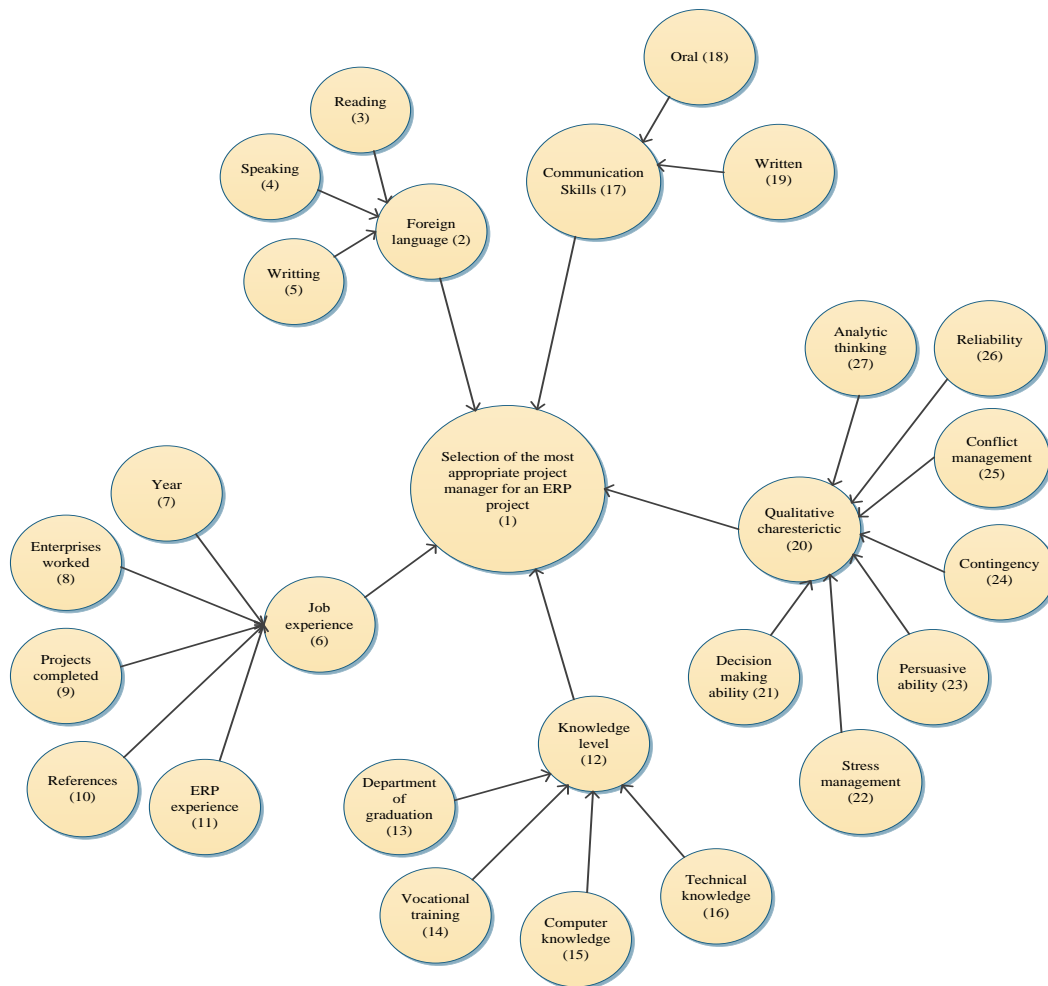 Oral (18)
Reading
(3)
Communication
Skills (17)
Written
(19)
Speaking
(4)
Foreign
language (2)
Writting
(5)
Analytic
thinking
(27)
Reliability
(26)
Conflict
management
(25)
Selection of the most
appropriate project
manager for an ERP
project
(1)
Year
(7)
Qualitative
charesterictic
(20)
Enterprises
worked
(8)
Contingency
(24)
Job
experience
(6)
Projects
completed
(9)
Decision
making
ability (21)
Persuasive
ability (23)
Knowledge
level
(12)
References
(10)
ERP
experience
(11)
Stress
management
(22)
Department
of
graduation
(13)
Vocational
training
(14)
Computer
knowledge
(15)
Technical
knowledge
(16)